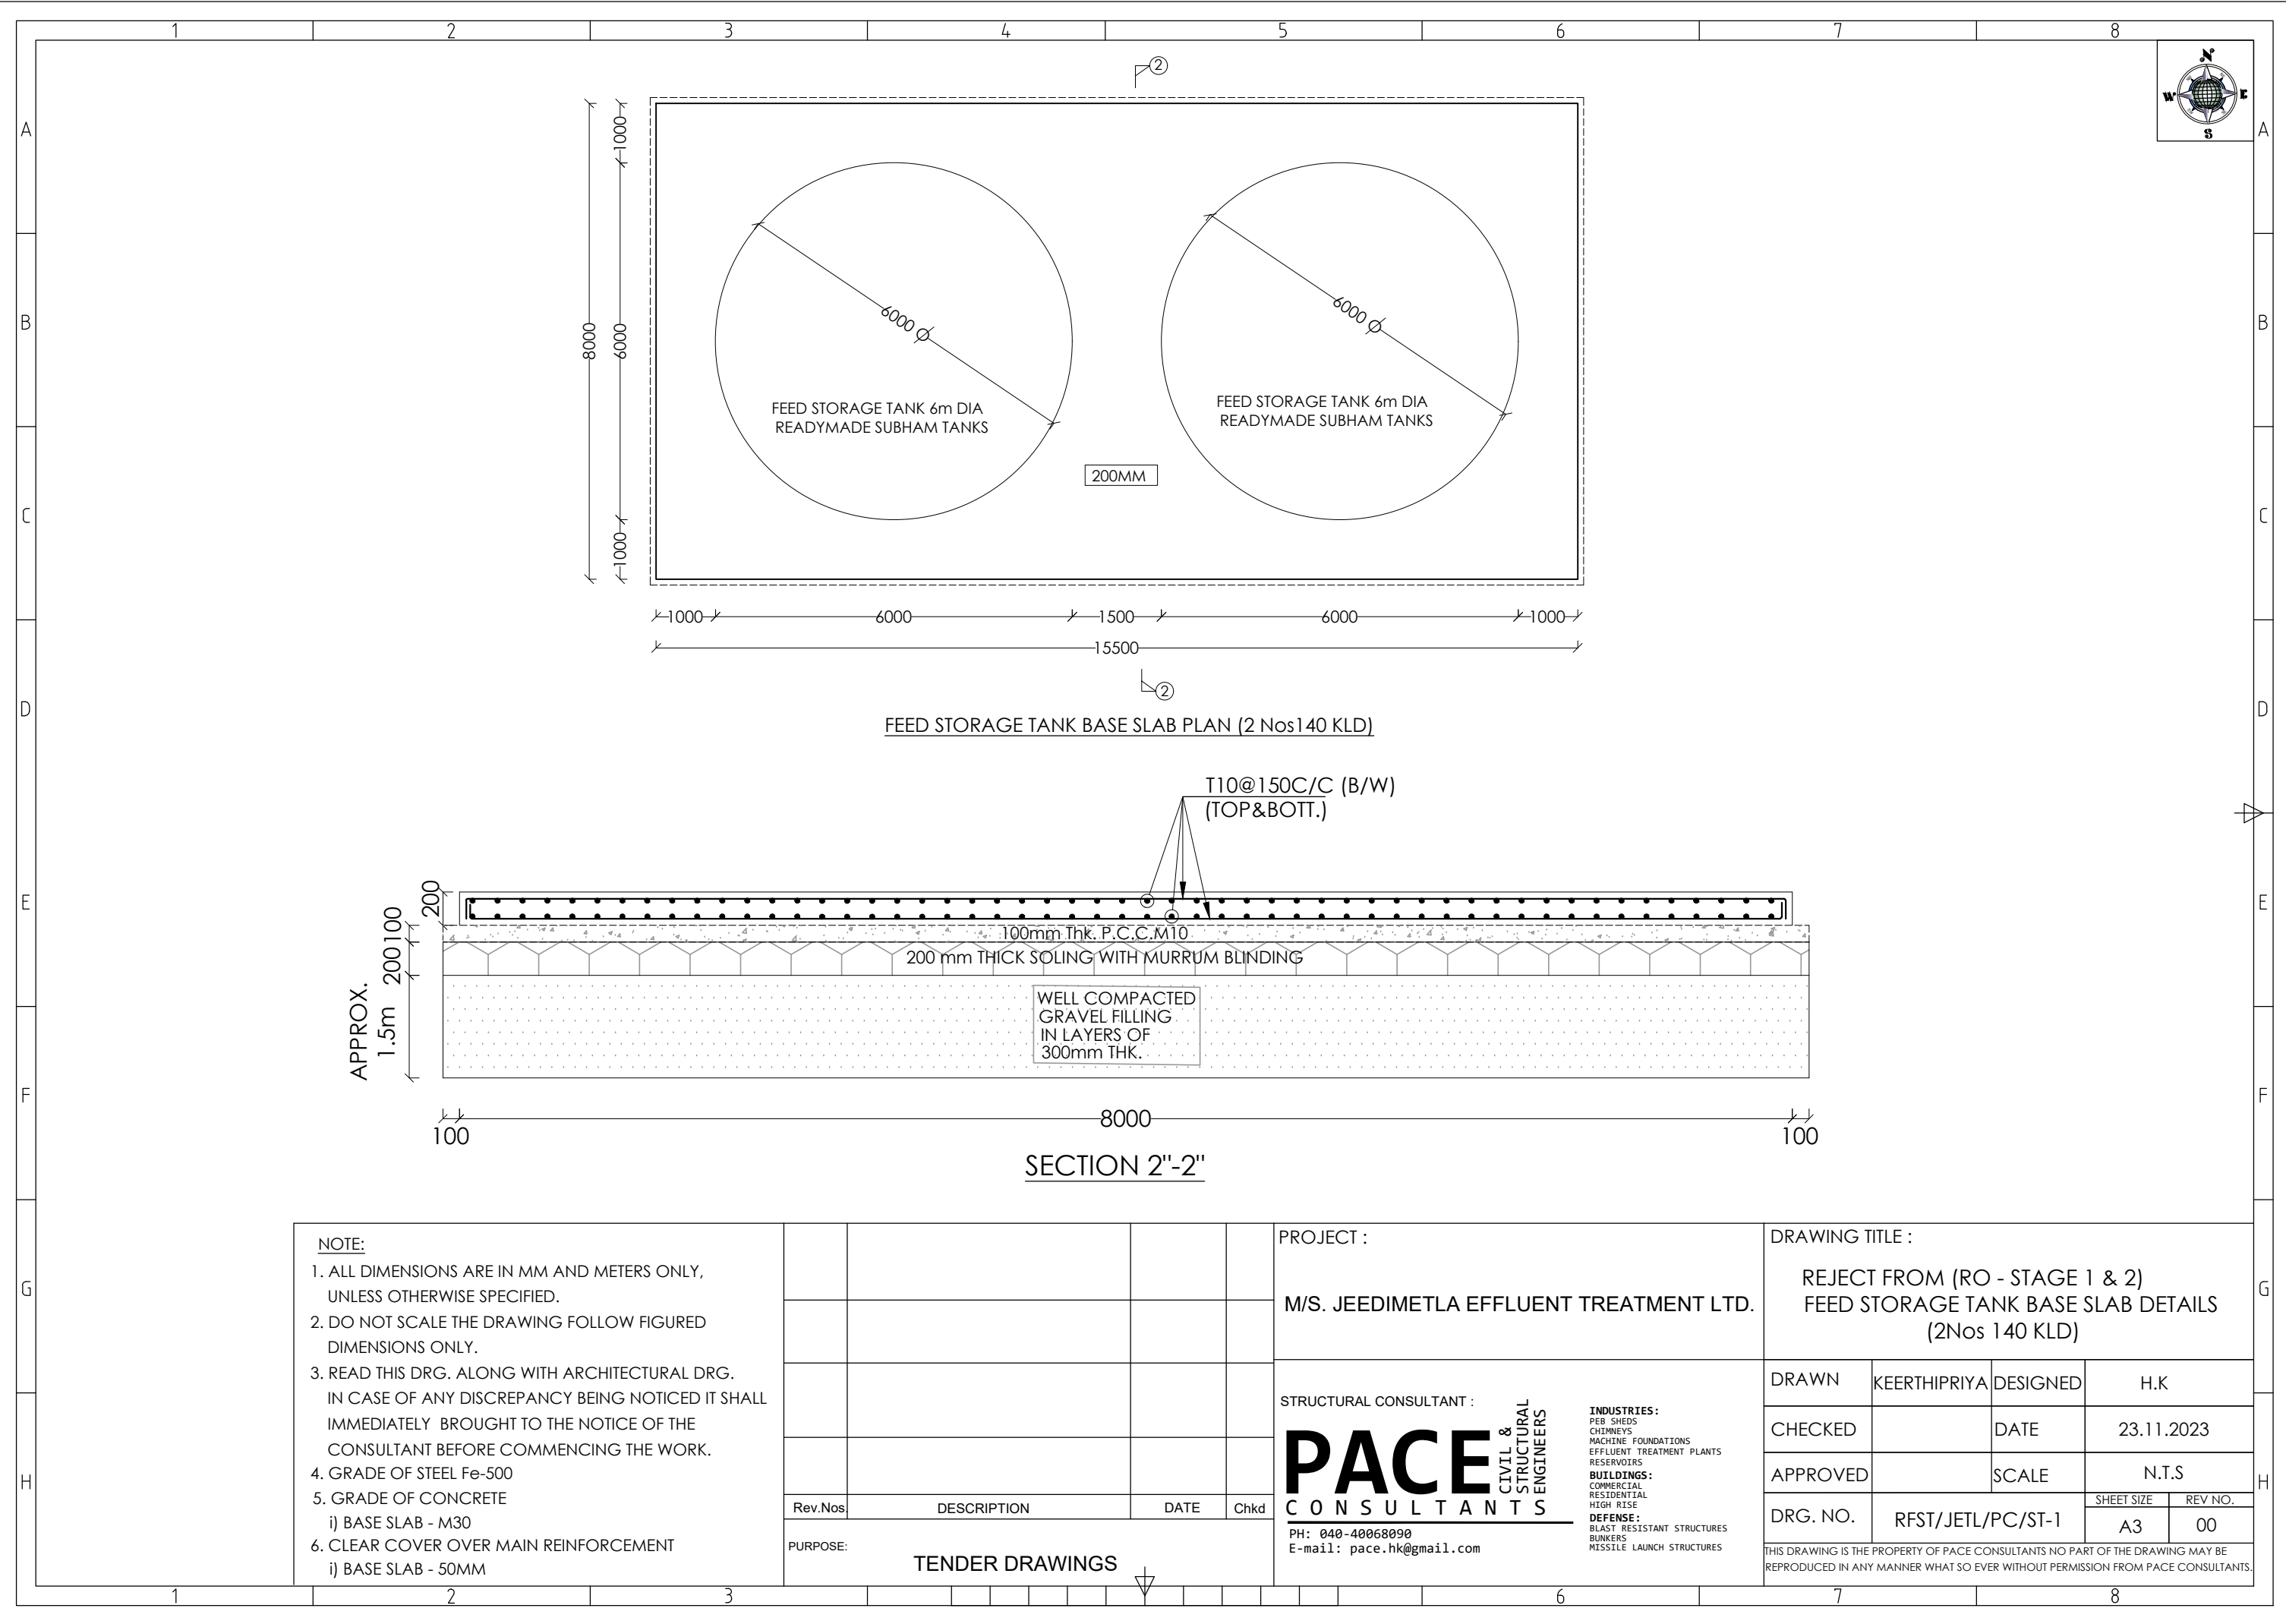 1 2 3 4 5 6 7 8
A
B
C
D
E
F
G
H
A
B
C
D
E
F
G
H
N
W E
S
2
1000
6000
1000
8000
6000 Ø
6000 Ø
FEED STORAGE TANK 6m DIA
READYMADE SUBHAM TANKS
FEED STORAGE TANK 6m DIA
READYMADE SUBHAM TANKS
200MM
1000 6000 1500 6000 1000
15500
2
FEED STORAGE TANK BASE SLAB PLAN (2 Nos140 KLD)
T10@150C/C (B/W)
(TOP&BOTT.)
200
100
200
APPROX.
1.5m
100mm Thk. P.C.C.M10
200 mm THICK SOLING WITH MURRUM BLINDING
WELL COMPACTED
GRAVEL FILLING
IN LAYERS OF
300mm THK.
100 8000 100
SECTION 2"-2"
NOTE:
1. ALL DIMENSIONS ARE IN MM AND METERS ONLY,
UNLESS OTHERWISE SPECIFIED.
2. DO NOT SCALE THE DRAWING FOLLOW FIGURED
DIMENSIONS ONLY.
3. READ THIS DRG. ALONG WITH ARCHITECTURAL DRG.
IN CASE OF ANY DISCREPANCY BEING NOTICED IT SHALL
IMMEDIATELY BROUGHT TO THE NOTICE OF THE
CONSULTANT BEFORE COMMENCING THE WORK.
4. GRADE OF STEEL Fe-500
5. GRADE OF CONCRETE
i) BASE SLAB - M30
6. CLEAR COVER OVER MAIN REINFORCEMENT
i) BASE SLAB - 50MM
Rev.Nos. DESCRIPTION DATE Chkd
PURPOSE:
TENDER DRAWINGS
PROJECT :
M/S. JEEDIMETLA EFFLUENT TREATMENT LTD.
STRUCTURAL CONSULTANT :
PACE
CIVIL &
STRUCTURAL
ENGINEERS
CONSULTANTS
PH: 040-40068090
E-mail: pace.hk@gmail.com
INDUSTRIES:
PEB SHEDS
CHIMNEYS
MACHINE FOUNDATIONS
EFFLUENT TREATMENT PLANTS
RESERVOIRS
BUILDINGS:
COMMERCIAL
RESIDENTIAL
HIGH RISE
DEFENSE:
BLAST RESISTANT STRUCTURES
BUNKERS
MISSILE LAUNCH STRUCTURES
DRAWING TITLE :
REJECT FROM (RO - STAGE 1 & 2)
FEED STORAGE TANK BASE SLAB DETAILS
(2Nos 140 KLD)
DRAWN KEERTHIPRIYA DESIGNED H.K
CHECKED DATE 23.11.2023
APPROVED SCALE N.T.S
DRG. NO. RFST/JETL/PC/ST-1
SHEET SIZE REV NO.
A3 00
THIS DRAWING IS THE PROPERTY OF PACE CONSULTANTS NO PART OF THE DRAWING MAY BE
REPRODUCED IN ANY MANNER WHAT SO EVER WITHOUT PERMISSION FROM PACE CONSULTANTS.
1 2 3 6 7 8